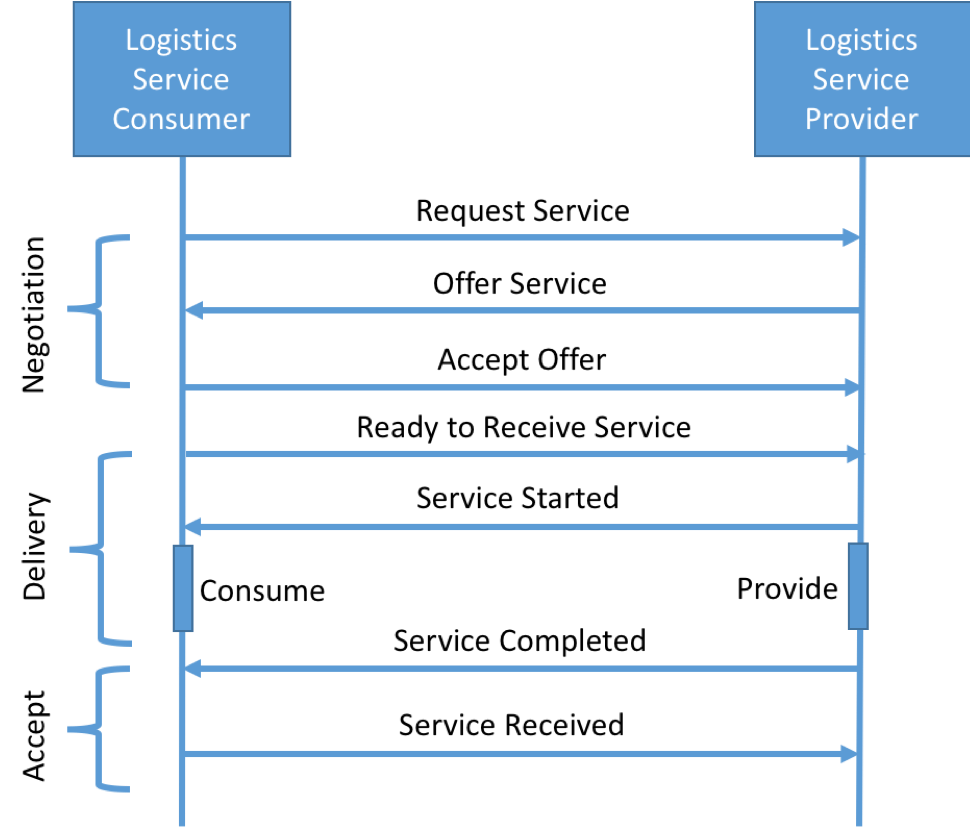 Logistics
Service
Consumer
Logistics
Service
Provider
Negotiation
Request Service
Offer Service
Accept Offer
Delivery
Ready to Receive Service
Service Started
Consume
Provide
Accept
Service Completed
Service Received